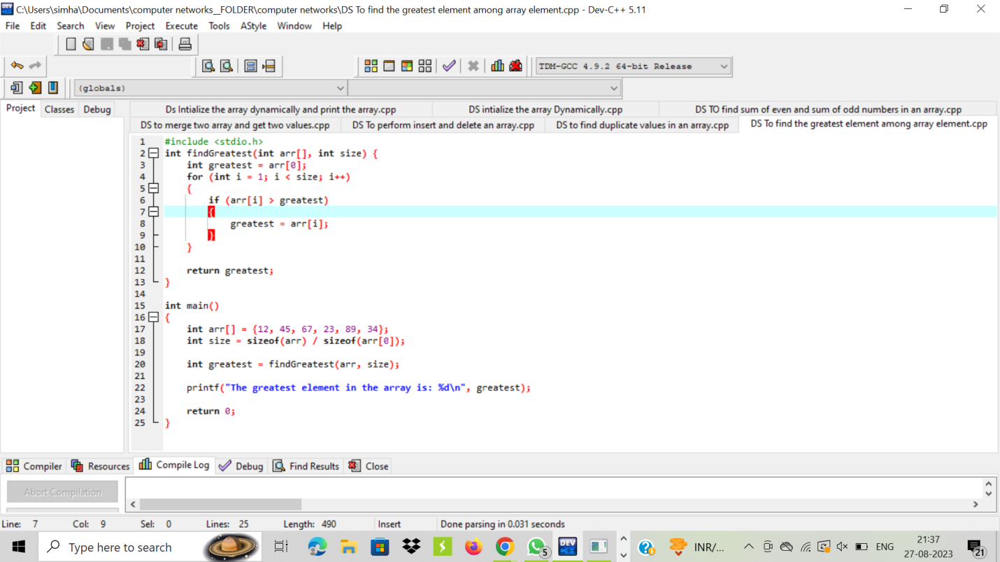 C:\Users\simha\Documents\computer networks_FOLDER\computer networks\DS To find the greatest element among array element.cpp - Dev-C++ 5.11
File Edit Search View Project Execute Tools AStyle Window Help
TDM-GCC 4.9.2 64-bit Release
(globals)
Project Classes Debug
Ds Intialize the array dynamically and print the array.cpp DS intialize the array Dynamically.cpp DS TO find sum of even and sum of odd numbers in an array.cpp
DS to merge two array and get two values.cpp DS To perform insert and delete an array.cpp DS to find duplicate values in an array.cpp DS To find the greatest element among array element.cpp
1 #include <stdio.h>
2 int findGreatest(int arr[], int size) {
3 int greatest = arr[0];
4 for (int i = 1; i < size; i++)
5 {
6 if (arr[i] > greatest)
7 {
8 greatest = arr[i];
9 }
10 }
11
12 return greatest;
13 }
14
15 int main()
16 {
17 int arr[] = {12, 45, 67, 23, 89, 34};
18 int size = sizeof(arr) / sizeof(arr[0]);
19
20 int greatest = findGreatest(arr, size);
21
22 printf("The greatest element in the array is: %d\n", greatest);
23
24 return 0;
25 }
Compiler Resources Compile Log Debug Find Results Close
Abort Compilation
Line: 7 Col: 9 Sel: 0 Lines: 25 Length: 490 Insert Done parsing in 0.031 seconds
Type here to search 5 DEV INR/... ENG 21:37
27-08-2023 21